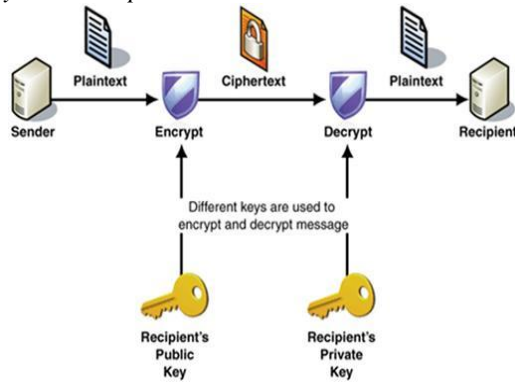 Plaintext Ciphertext Plaintext
Sender Encrypt Decrypt Recipient
Different keys are used to
encrypt and decrypt message
Recipient's Recipient's
Public Private
Key Key